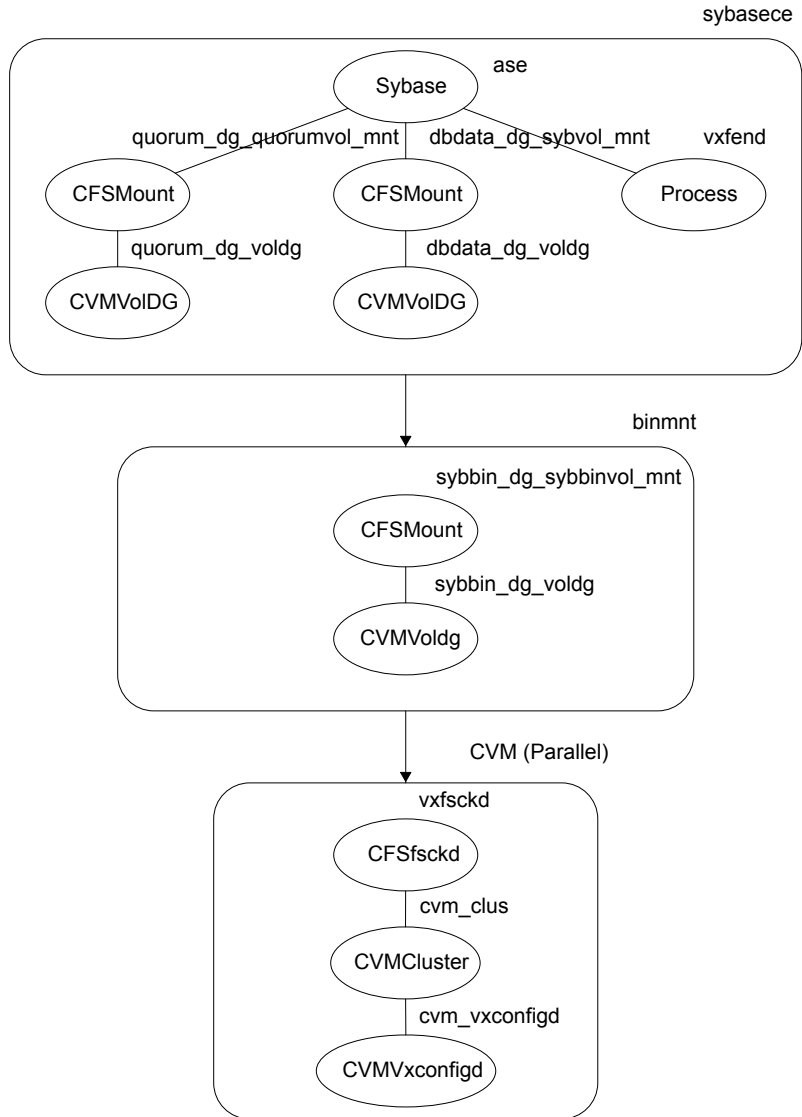 sybasece
ase
Sybase
quorum_dg_quorumvol_mnt
dbdata_dg_sybvol_mnt
vxfend
CFSMount
CFSMount
Process
quorum_dg_voldg
dbdata_dg_voldg
CVMVolDG
CVMVolDG
binmnt
sybbin_dg_sybbinvol_mnt
CFSMount
sybbin_dg_voldg
CVMVoldg
CVM (Parallel)
vxfsckd
CFSfsckd
cvm_clus
CVMCluster
cvm_vxconfigd
CVMVxconfigd